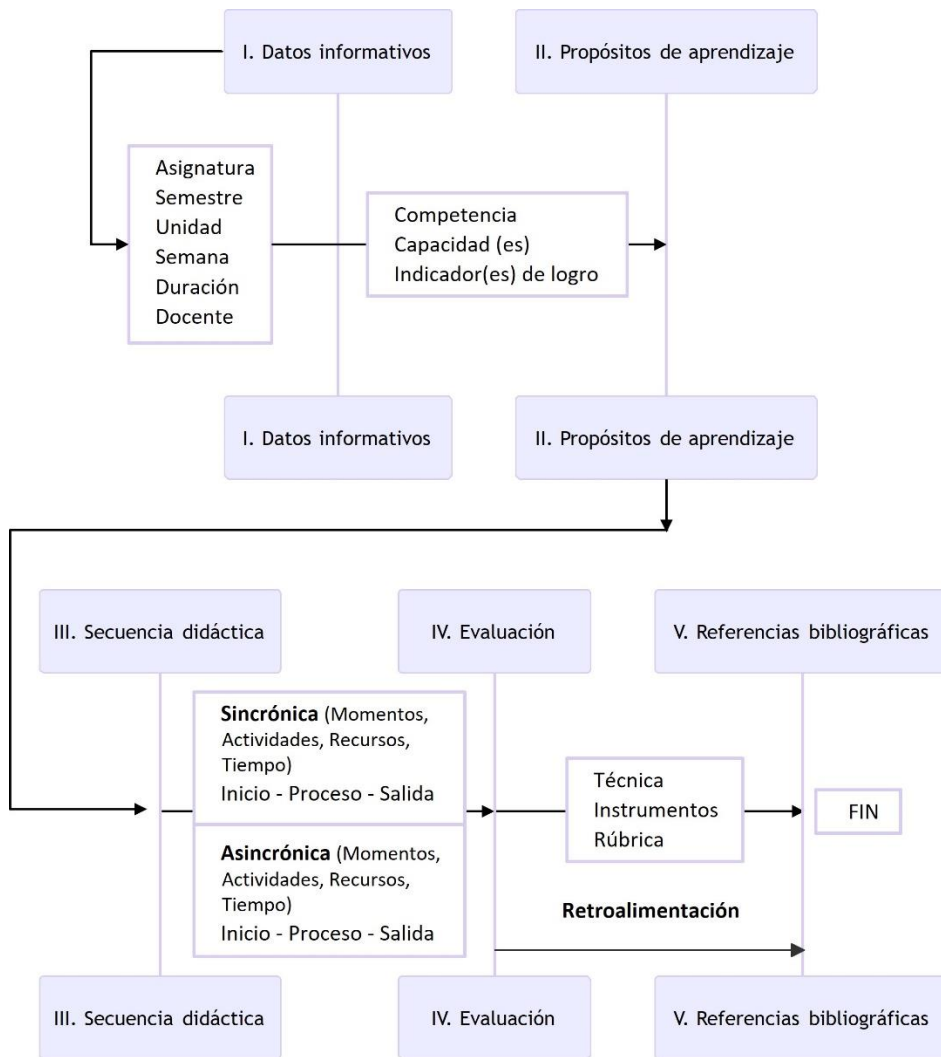 I. Datos informativos
II. Propósitos de aprendizaje
Asignatura
Semestre
Unidad
Semana
Duración
Docente
Competencia
Capacidad (es)
Indicador(es) de logro
I. Datos informativos
II. Propósitos de aprendizaje
III. Secuencia didáctica
IV. Evaluación
V. Referencias bibliográficas
Sincrónica (Momentos,
Actividades, Recursos,
Tiempo)
Inicio - Proceso - Salida
Asincrónica (Momentos,
Actividades, Recursos,
Tiempo)
Inicio - Proceso - Salida
Técnica
Instrumentos
Rúbrica
FIN
Retroalimentación
III. Secuencia didáctica
IV. Evaluación
V. Referencias bibliográficas